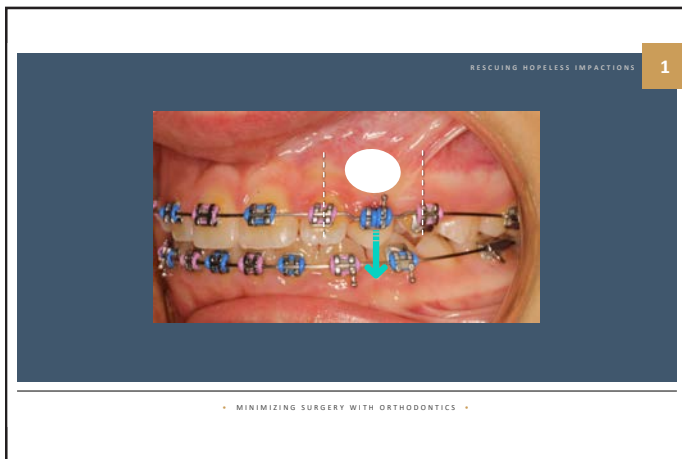 RESCUING HOPELESS IMPACTIONS
1
• MINIMIZING SURGERY WITH ORTHODONTICS •